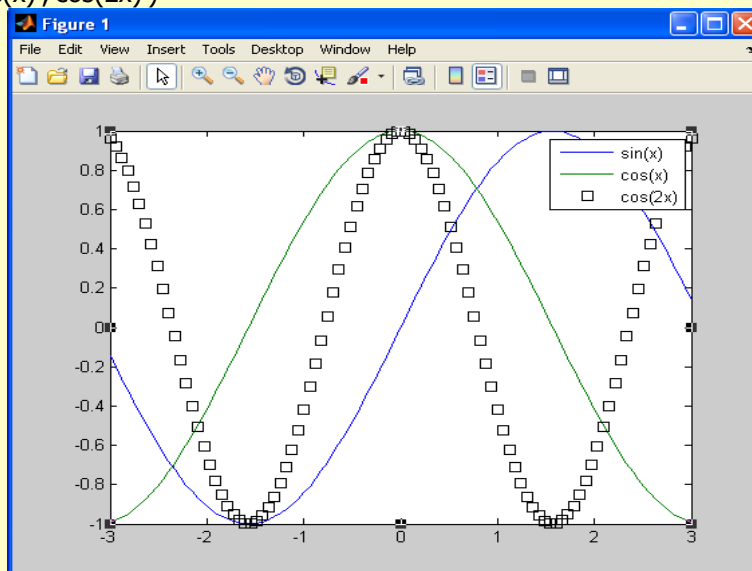 (x) , cos(2x) )
Figure 1
File Edit View Insert Tools Desktop Window Help
1
0.8
0.6
0.4
0.2
0
-0.2
-0.4
-0.6
-0.8
-1
-3 -2 -1 0 1 2 3
sin(x)
cos(x)
cos(2x)